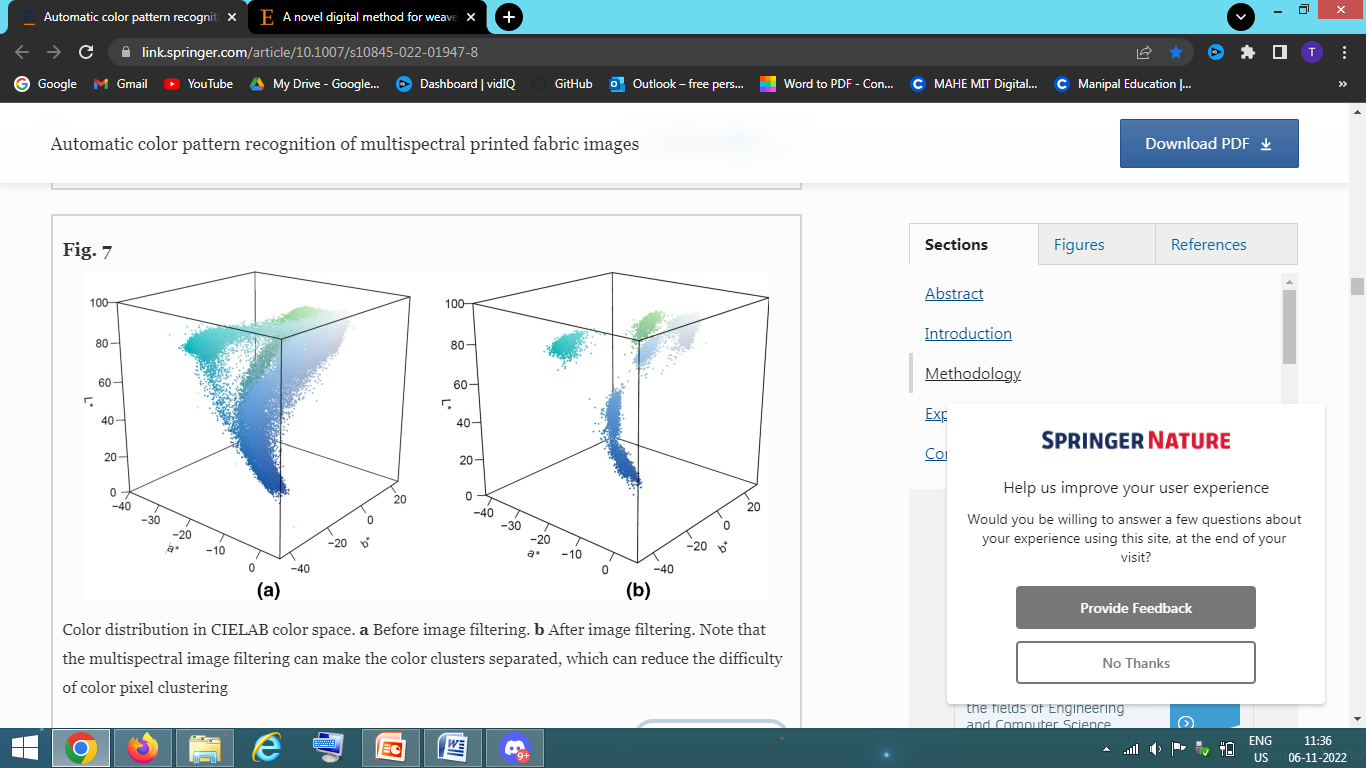 Automatic color pattern recogniti
A novel digital method for weave
link.springer.com/article/10.1007/s10845-022-01947-8
T
Google
Gmail
YouTube
My Drive - Google...
Dashboard | vidIQ
GitHub
Outlook – free pers...
Word to PDF - Con...
MAHE MIT Digital...
Manipal Education |...
»
Automatic color pattern recognition of multispectral printed fabric images
Download PDF
Fig. 7
100
80
60
40
20
0
L*
-40
-30
-20
-10
0
a*
-40
-20
0
20
b*
(a)
100
80
60
40
20
0
L*
-40
-30
-20
-10
0
a*
-40
-20
0
20
b*
(b)
Color distribution in CIELAB color space. a Before image filtering. b After image filtering. Note that
the multispectral image filtering can make the color clusters separated, which can reduce the difficulty
of color pixel clustering
Sections
Figures
References
Abstract
Introduction
Methodology
Exp
Con
SPRINGER NATURE
Help us improve your user experience
Would you be willing to answer a few questions about
your experience using this site, at the end of your
visit?
Provide Feedback
No Thanks
the fields of Engineering
and Computer Science
9+
ENG
US
11:36
06-11-2022